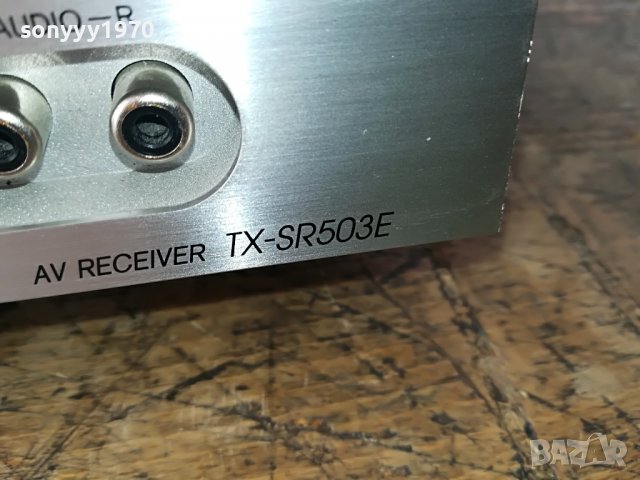 sonyyy1970
AUDIO-R
AV RECEIVER TX-SR503E
BAZAR